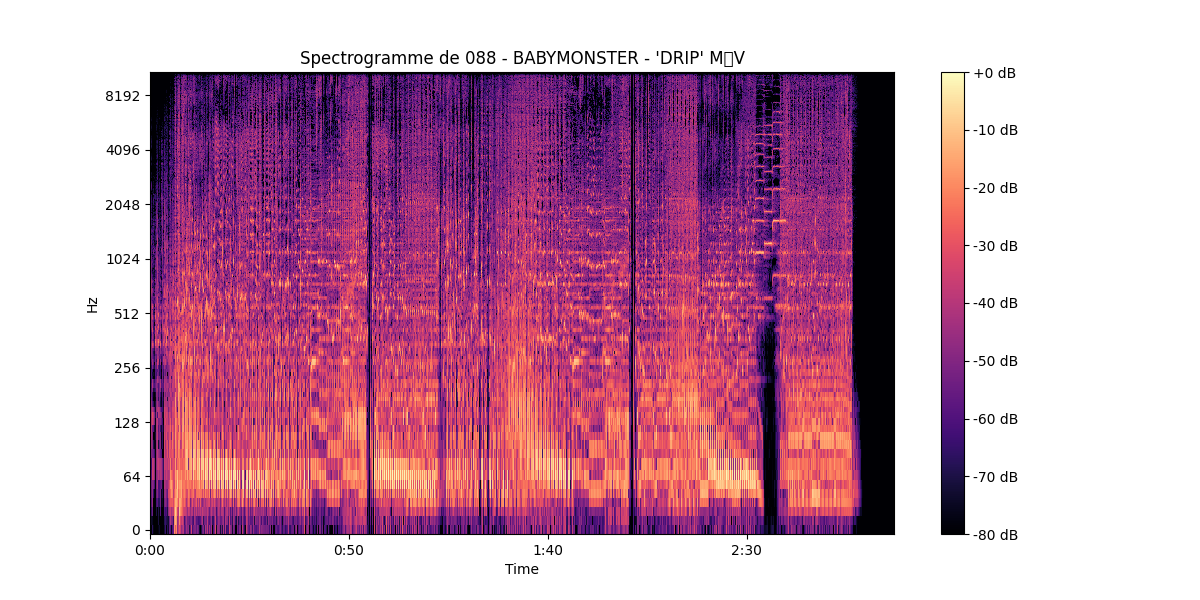 Spectrogramme de 088 - BABYMONSTER - 'DRIP' M▯V
8192
4096
2048
1024
512
256
128
64
0
Hz
0:00
0:50
1:40
2:30
Time
+0 dB
-10 dB
-20 dB
-30 dB
-40 dB
-50 dB
-60 dB
-70 dB
-80 dB